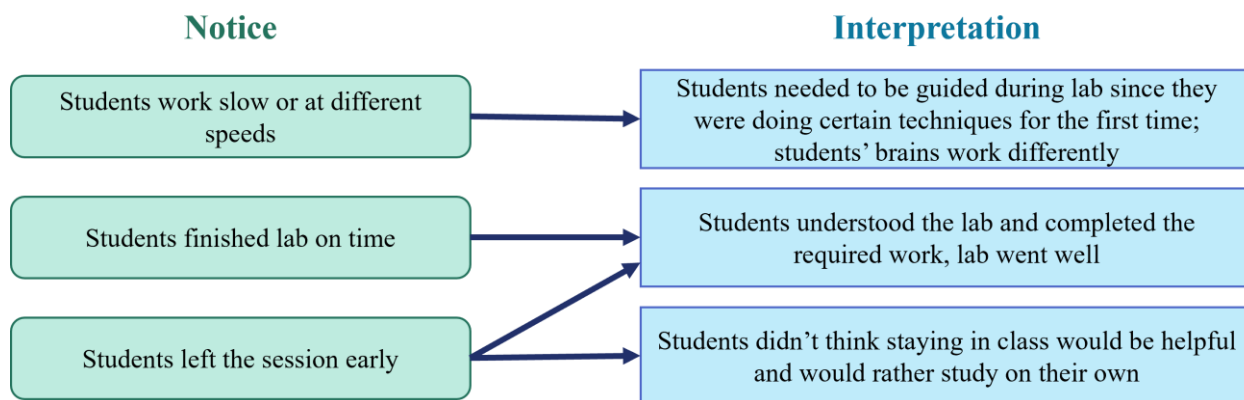 Notice
Interpretation
Students work slow or at different
speeds
Students needed to be guided during lab since they
were doing certain techniques for the first time;
students’ brains work differently
Students finished lab on time
Students understood the lab and completed the
required work, lab went well
Students left the session early
Students didn’t think staying in class would be helpful
and would rather study on their own